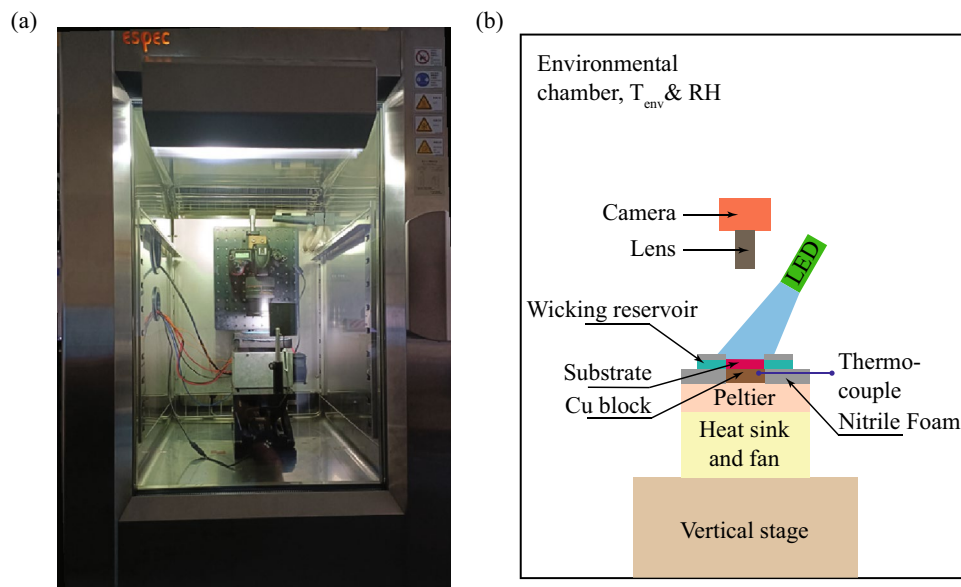 (a)
(b)
espec
Environmental
chamber, T_env & RH
Camera
Lens
LED
Wicking reservoir
Substrate
Cu block
Thermo-
couple
Peltier
Nitrile Foam
Heat sink
and fan
Vertical stage